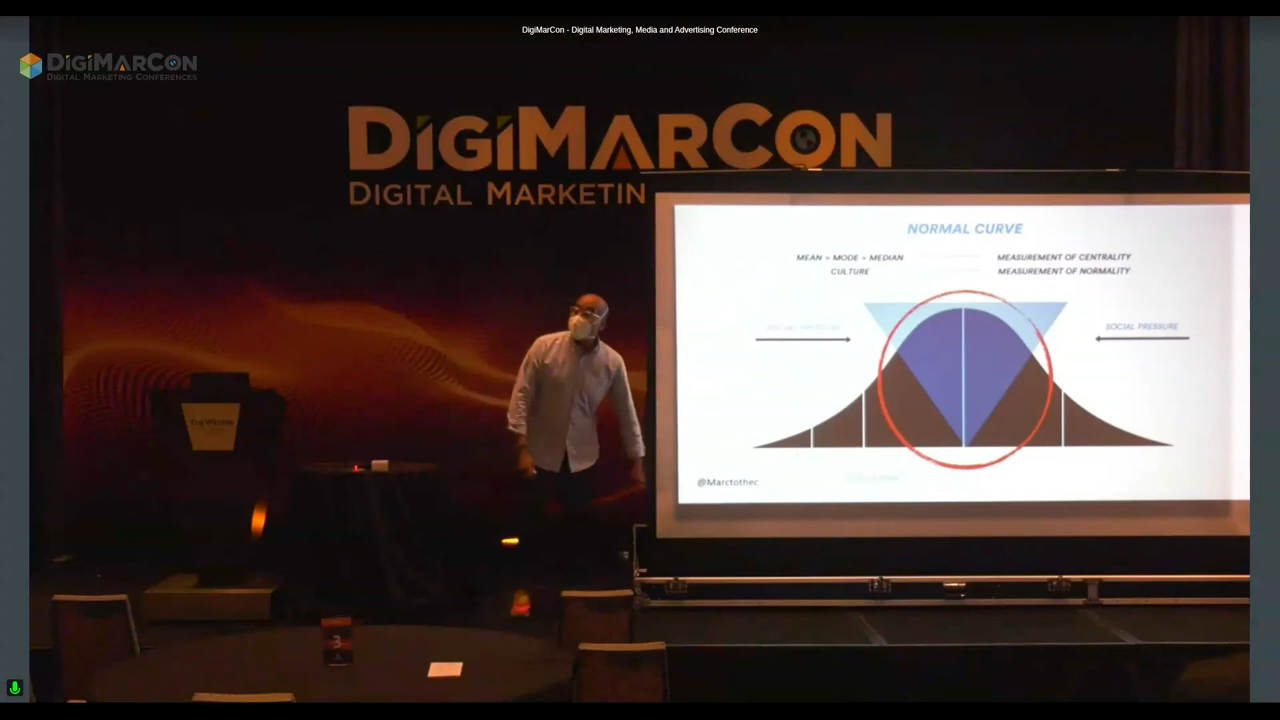 DigiMarCon - Digital Marketing, Media and Advertising Conference
DIGIMARCON
DIGITAL MARKETING CONFERENCES
DIGIMARCON
DIGITAL MARKETIN
NORMAL CURVE
MEAN = MODE = MEDIAN
MEASUREMENT OF CENTRALITY
CULTURE
MEASUREMENT OF NORMALITY
SOCIAL PRESSURE
@Marctothec
3